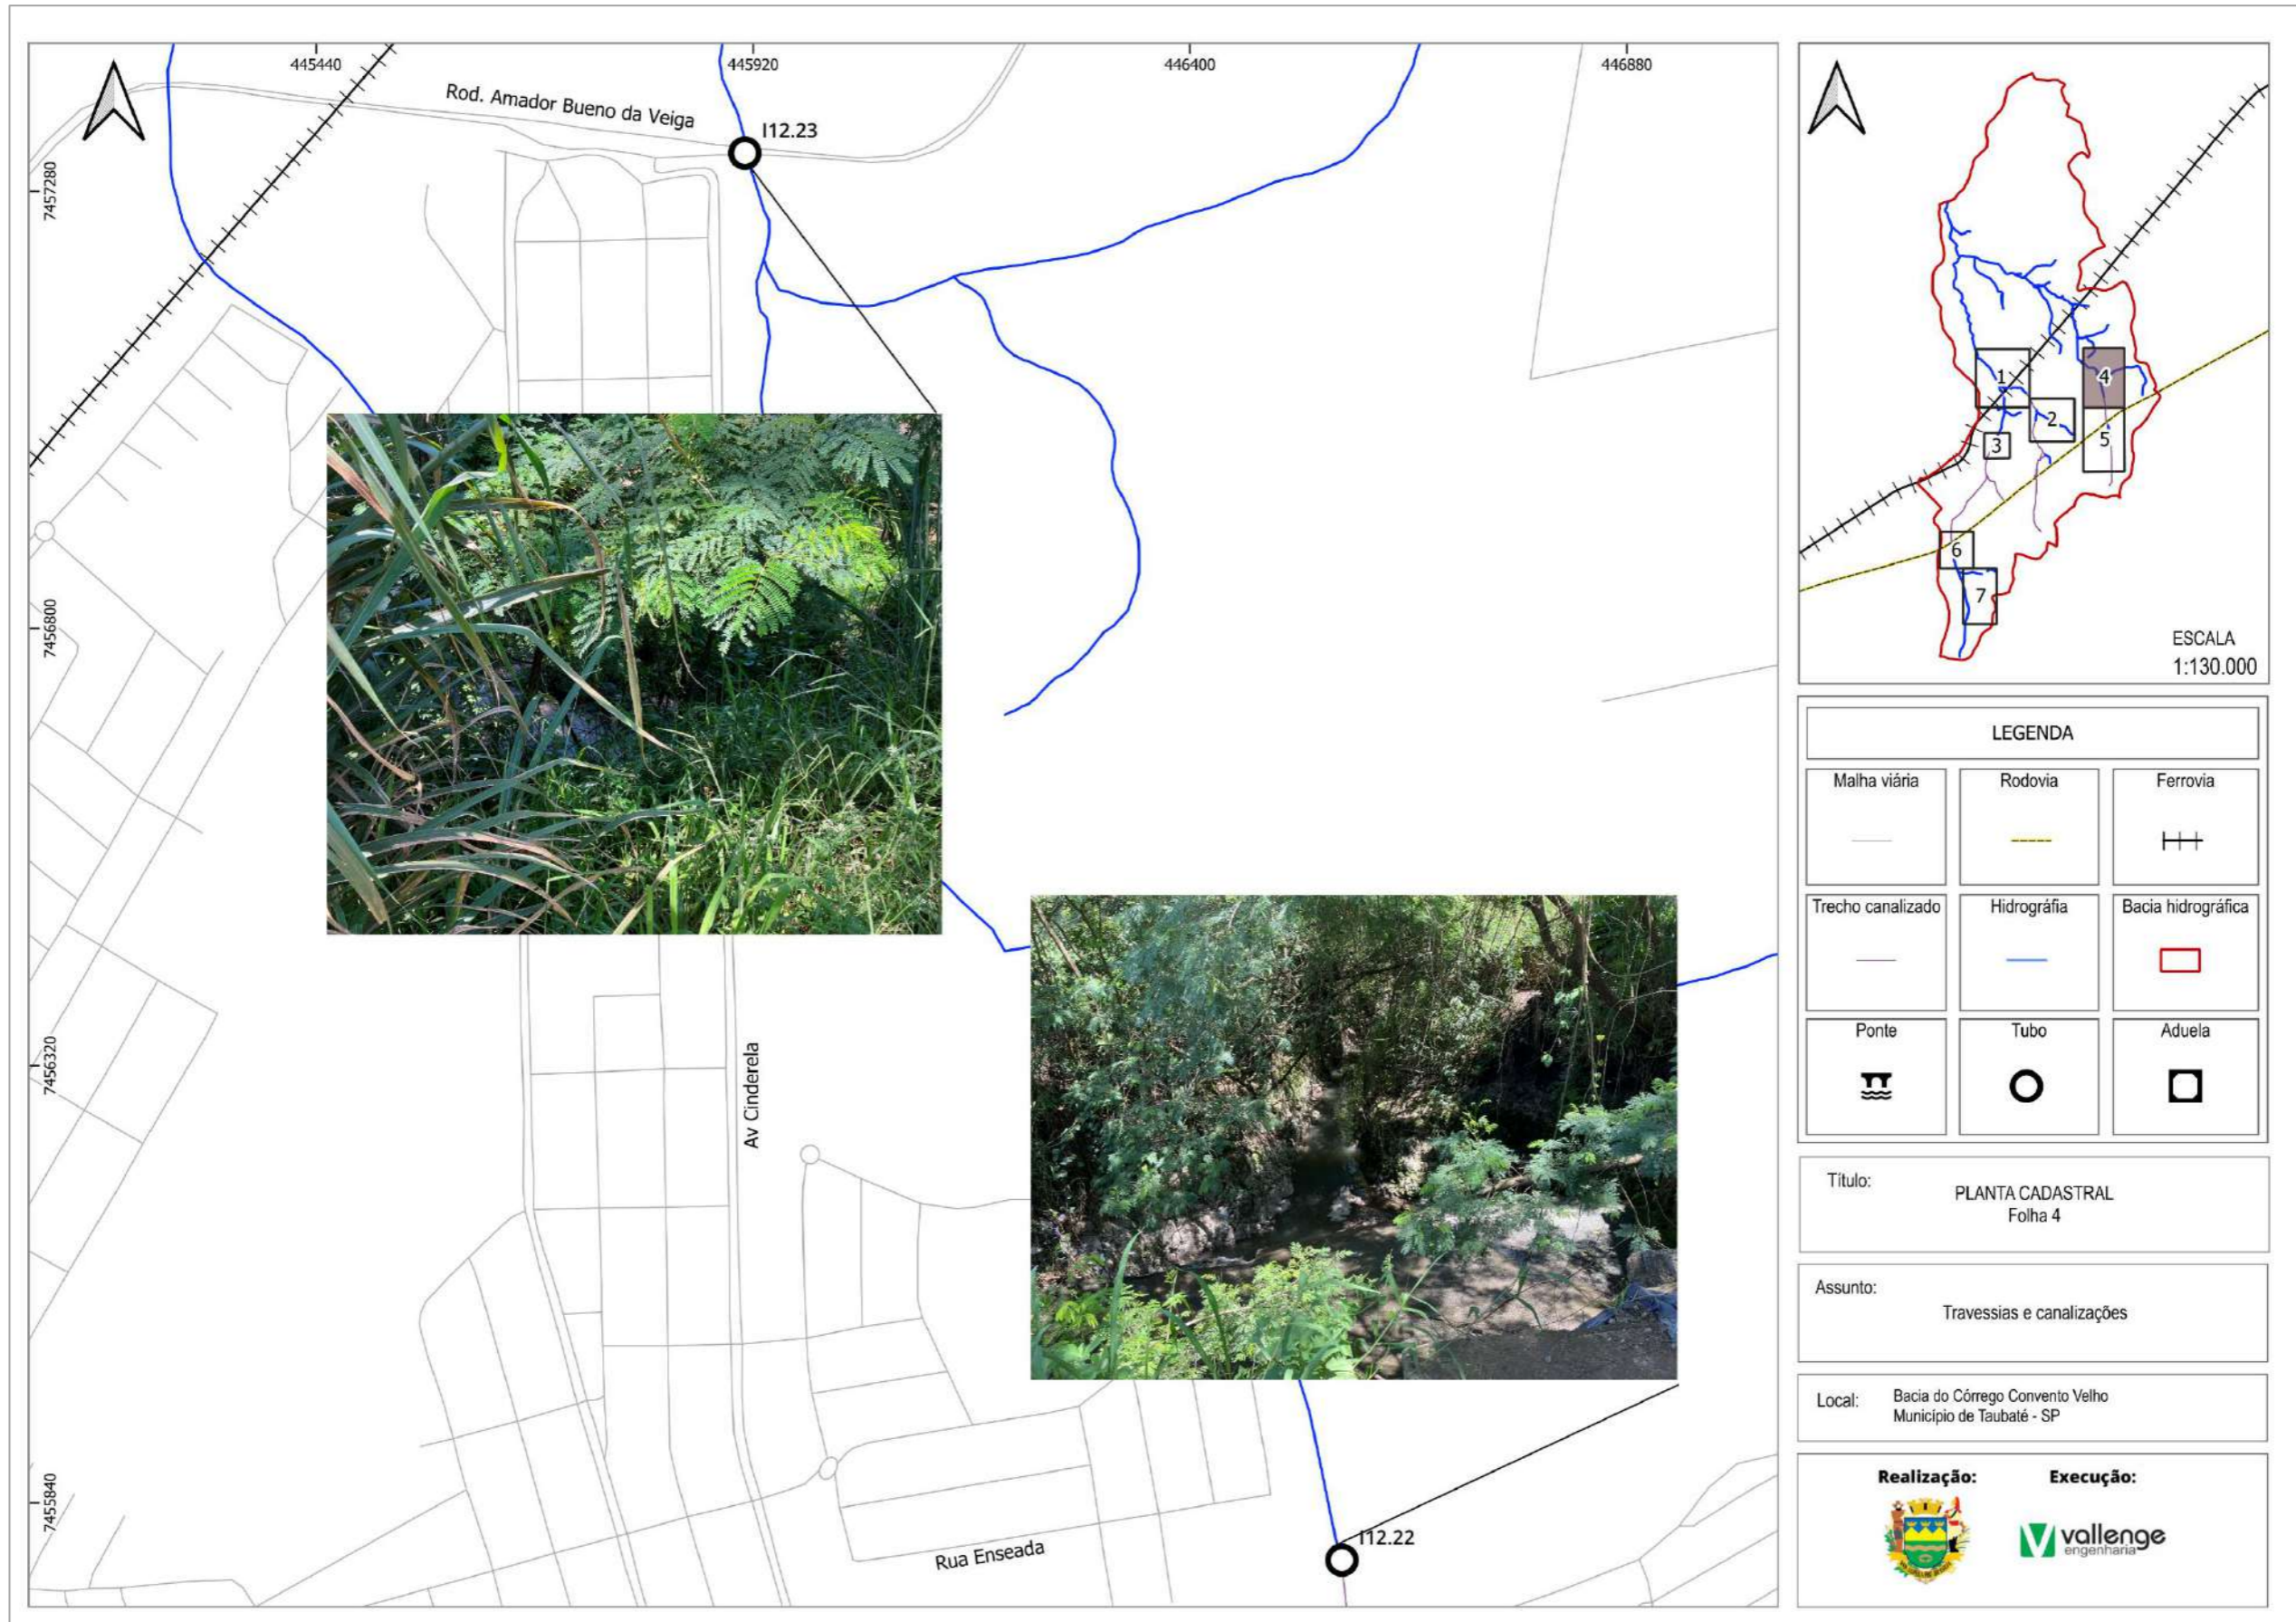 445440
445920
446400
446880
7457280
7456800
7456320
7455840
Rod. Amador Bueno da Veiga
I12.23
Av Cinderela
Rua Enseada
I12.22
1
2
3
4
5
6
7
ESCALA
1:130.000
LEGENDA
Malha viária
Rodovia
Ferrovia
Trecho canalizado
Hidrográfia
Bacia hidrográfica
Ponte
Tubo
Aduela
Título:
PLANTA CADASTRAL
Folha 4
Assunto:
Travessias e canalizações
Local:
Bacia do Córrego Convento Velho
Município de Taubaté - SP
Realização:
Execução:
vallenge
engenharia